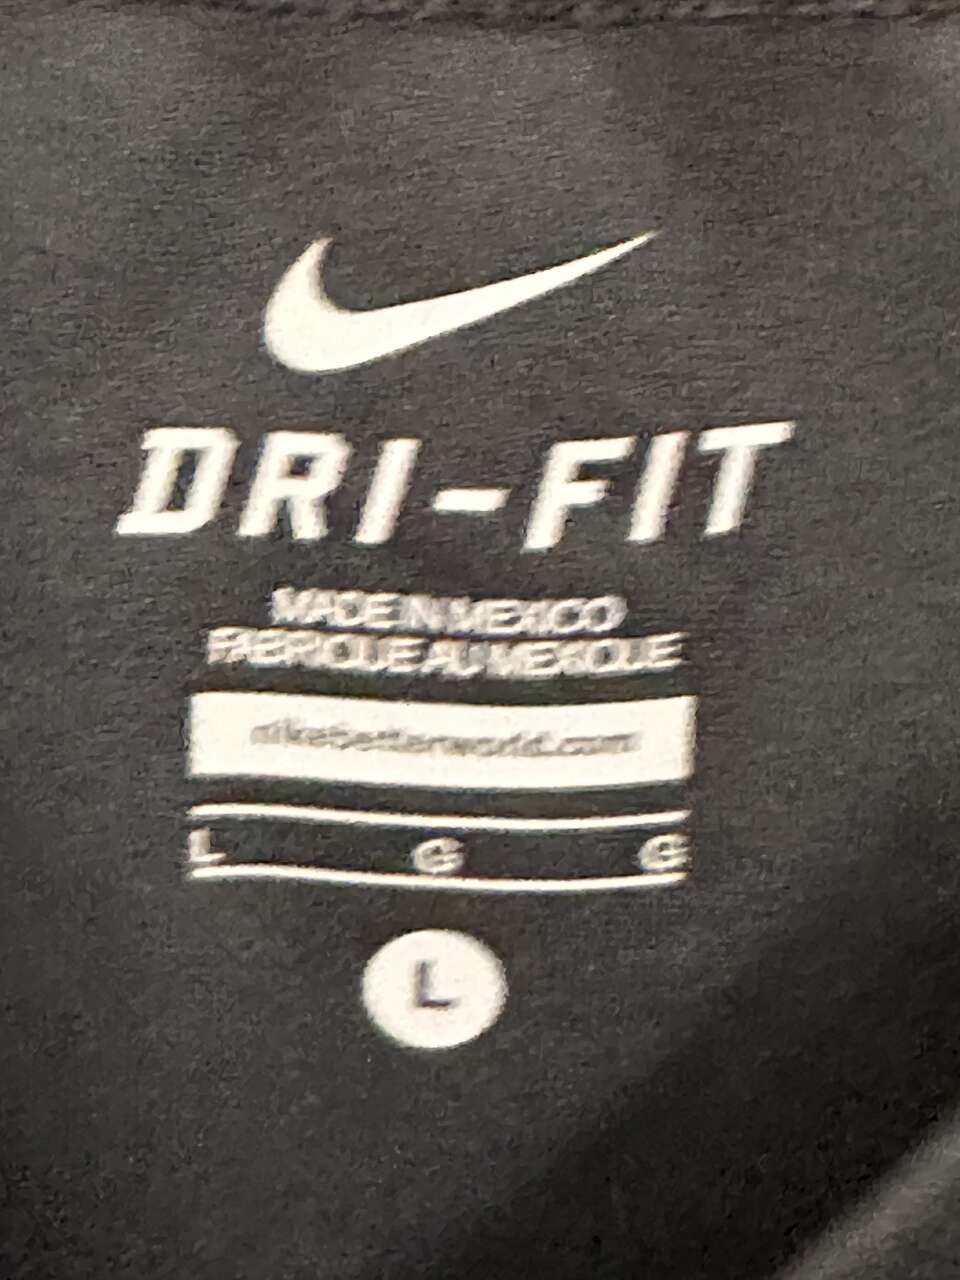 DRI-FIT
MADE IN MEXICO
FABRIQUE AU MEXIQUE
nikebetterworld.com
L G G
L